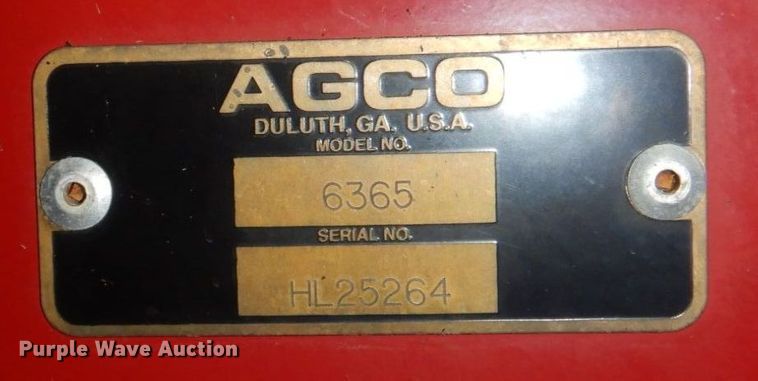 AGCO
DULUTH, GA. U.S.A.
MODEL NO.
6365
SERIAL NO.
HL25264
Purple Wave Auction